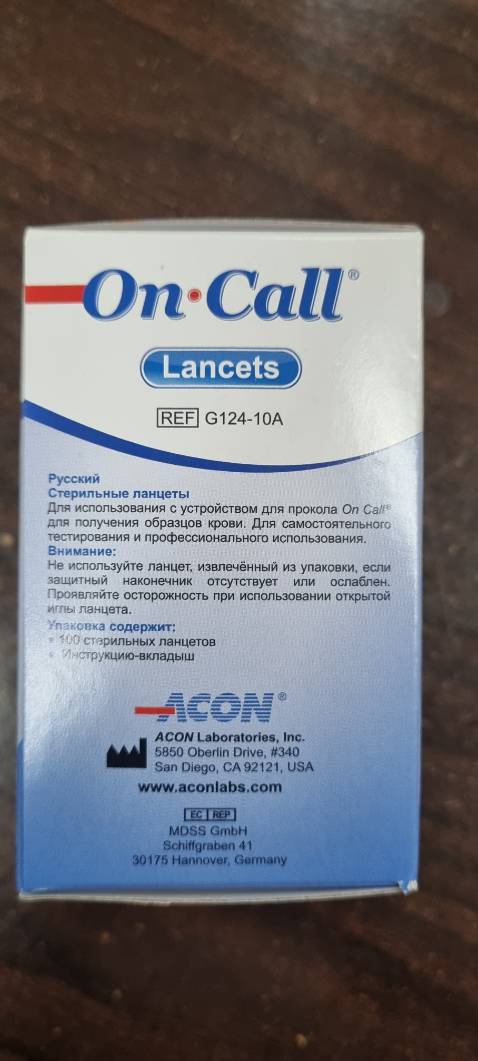 On·Call®
Lancets
REF G124-10A
Русский
Стерильные ланцеты
Для использования с устройством для прокола On Call®
для получения образцов крови. Для самостоятельного
тестирования и профессионального использования.
Внимание:
Не используйте ланцет, извлечённый из упаковки, если
защитный наконечник отсутствует или ослаблен.
Проявляйте осторожность при использовании открытой
иглы ланцета.
Упаковка содержит:
• 100 стерильных ланцетов
• Инструкцию-вкладыш
ACON®
ACON Laboratories, Inc.
5850 Oberlin Drive, #340
San Diego, CA 92121, USA
www.aconlabs.com
EC REP
MDSS GmbH
Schiffgraben 41
30175 Hannover, Germany